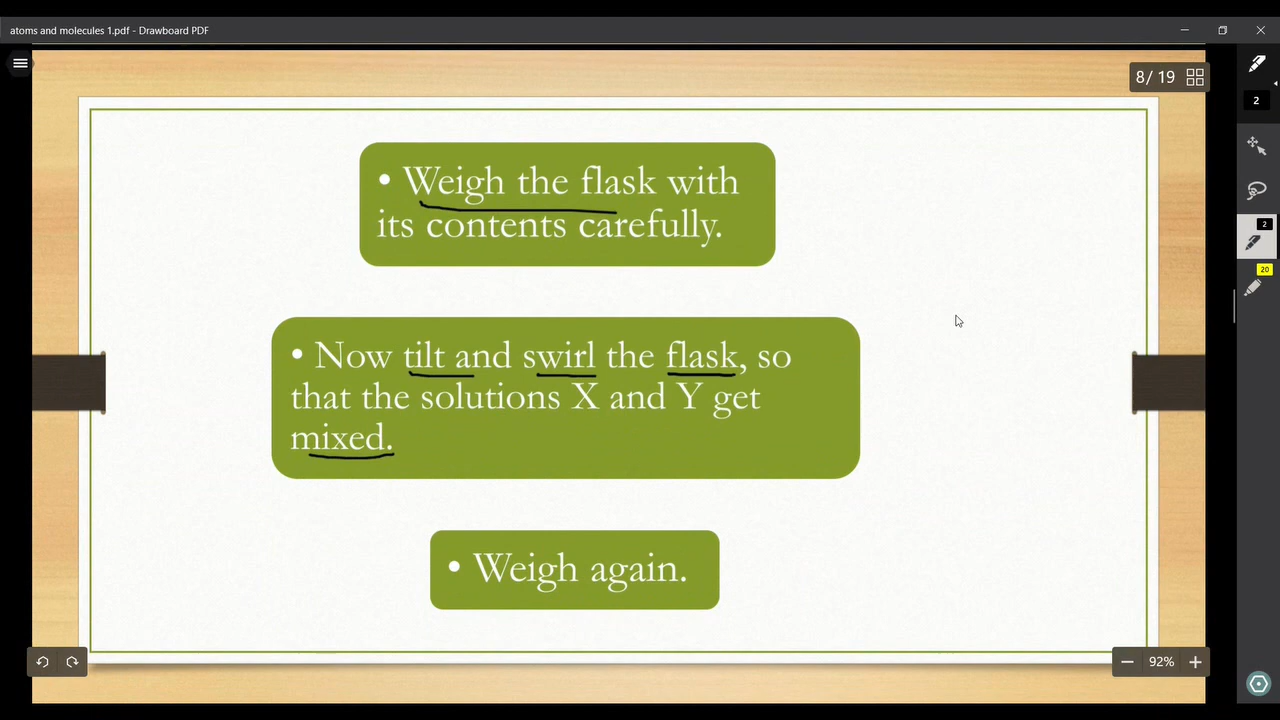 atoms and molecules 1.pdf - Drawboard PDF
8/ 19
2
• Weigh the flask with
its contents carefully.
2
20
• Now tilt and swirl the flask, so
that the solutions X and Y get
mixed.
• Weigh again.
92%